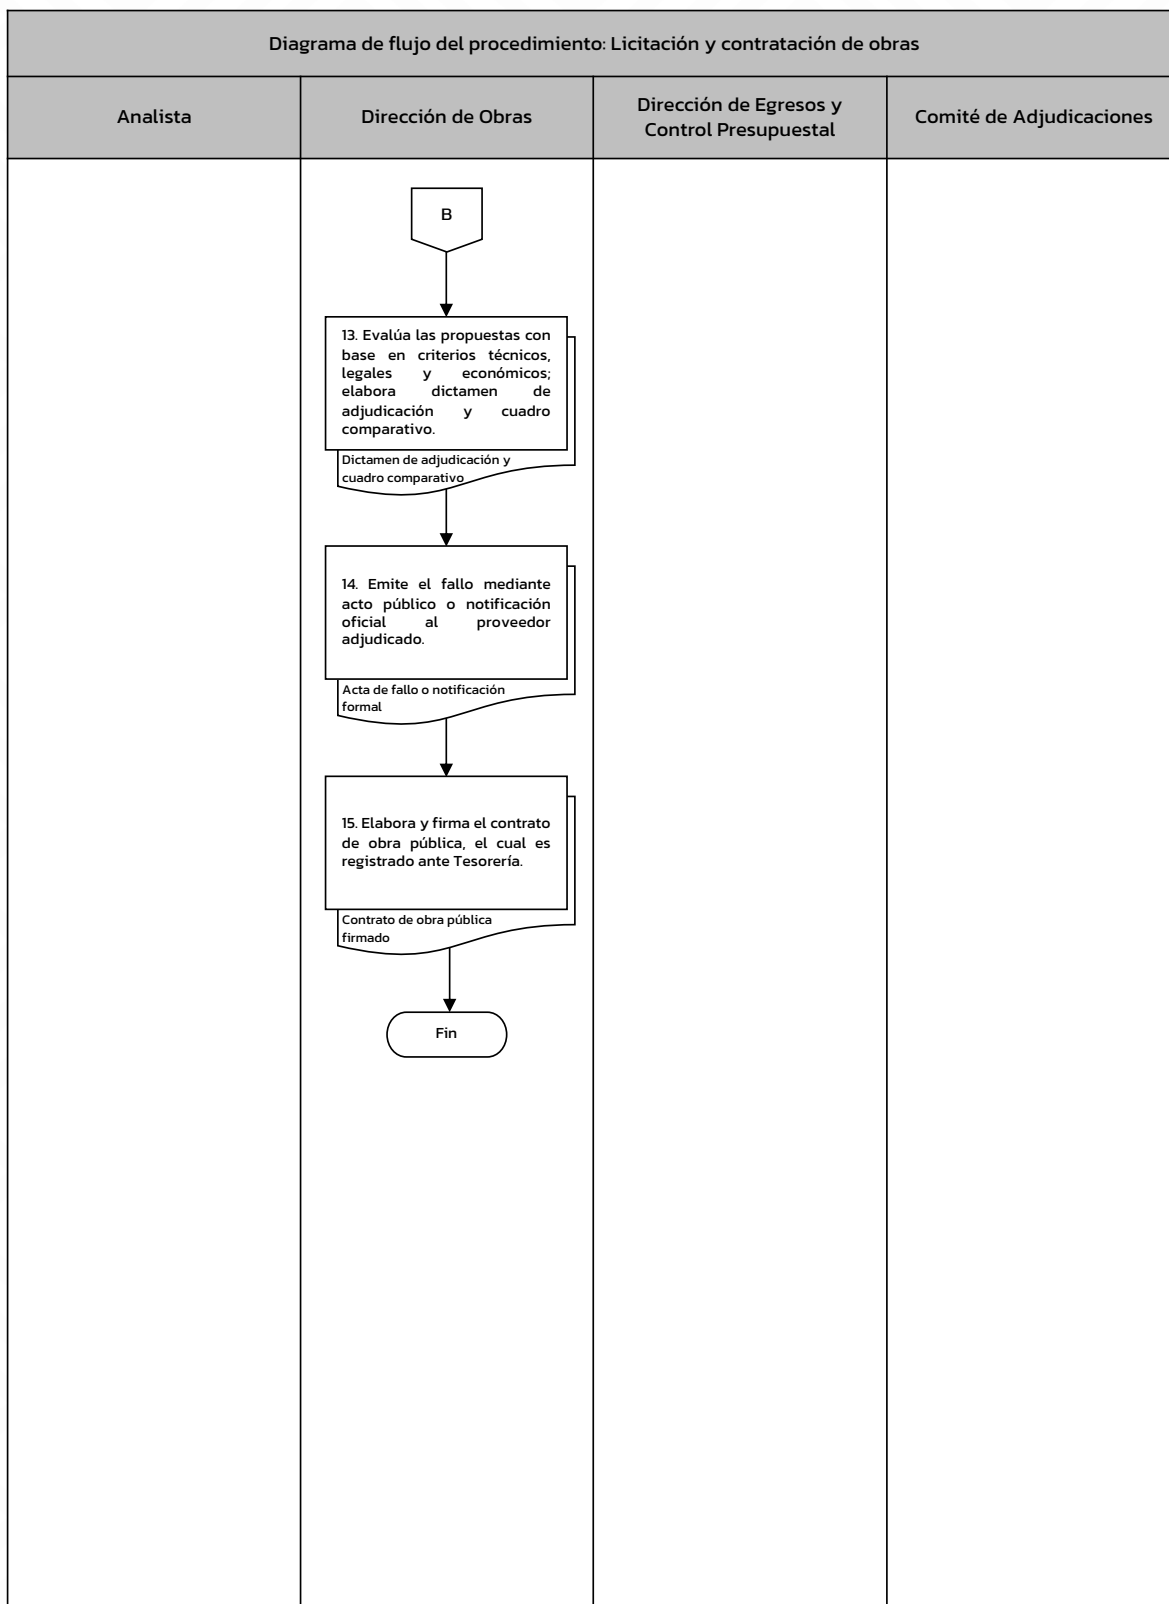 Diagrama de flujo del procedimiento: Licitación y contratación de obras
Analista
Dirección de Obras
Dirección de Egresos y
Control Presupuestal
Comité de Adjudicaciones
B
13. Evalúa las propuestas con
base en criterios técnicos,
legales y económicos;
elabora dictamen de
adjudicación y cuadro
comparativo.
Dictamen de adjudicación y
cuadro comparativo
14. Emite el fallo mediante
acto público o notificación
oficial al proveedor
adjudicado.
Acta de fallo o notificación
formal
15. Elabora y firma el contrato
de obra pública, el cual es
registrado ante Tesorería.
Contrato de obra pública
firmado
Fin